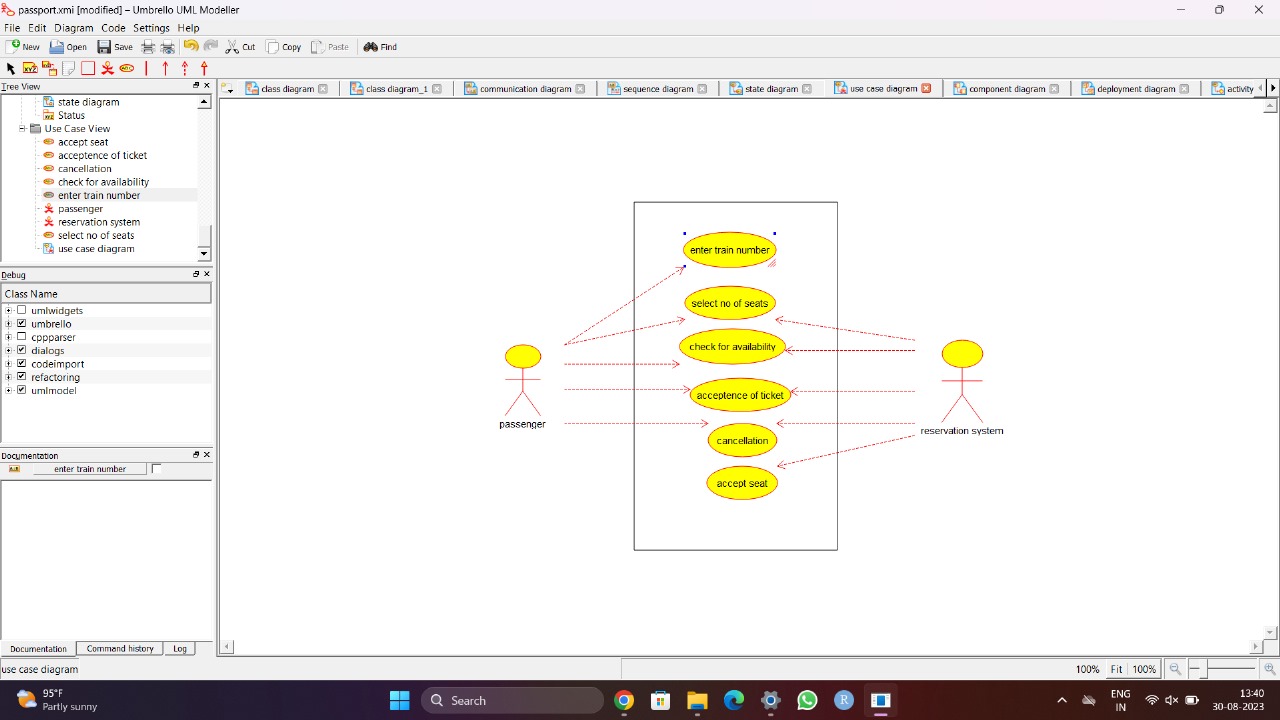 passport.xmi [modified] – Umbrello UML Modeller
File Edit Diagram Code Settings Help
New Open Save Cut Copy Paste Find
Tree View
class diagram class diagram_1 communication diagram sequence diagram state diagram use case diagram component diagram deployment diagram activity
state diagram
Status
Use Case View
accept seat
acceptence of ticket
cancellation
check for availability
enter train number
passenger
reservation system
select no of seats
use case diagram
Debug
Class Name
umlwidgets
umbrello
cppparser
dialogs
codeimport
refactoring
umlmodel
Documentation
enter train number
Documentation Command history Log
enter train number
select no of seats
check for availability
acceptence of ticket
cancellation
accept seat
passenger
reservation system
use case diagram
100% Fit 100%
95°F
Partly sunny
Search
R
ENG
IN
13:40
30-08-2023